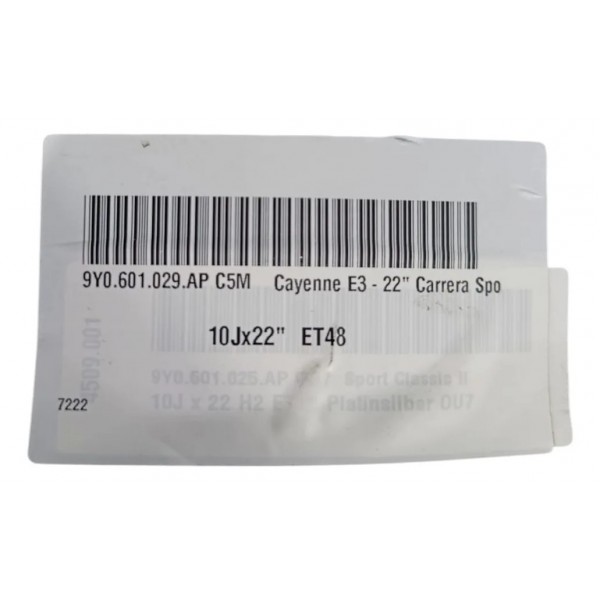 9Y0.601.029.AP C5M Cayenne E3 - 22" Carrera Spo
10Jx22" ET48
9Y0.601.025.AP Sport Classic II
10J x 22 H2 Platinsilber 0U7
7222